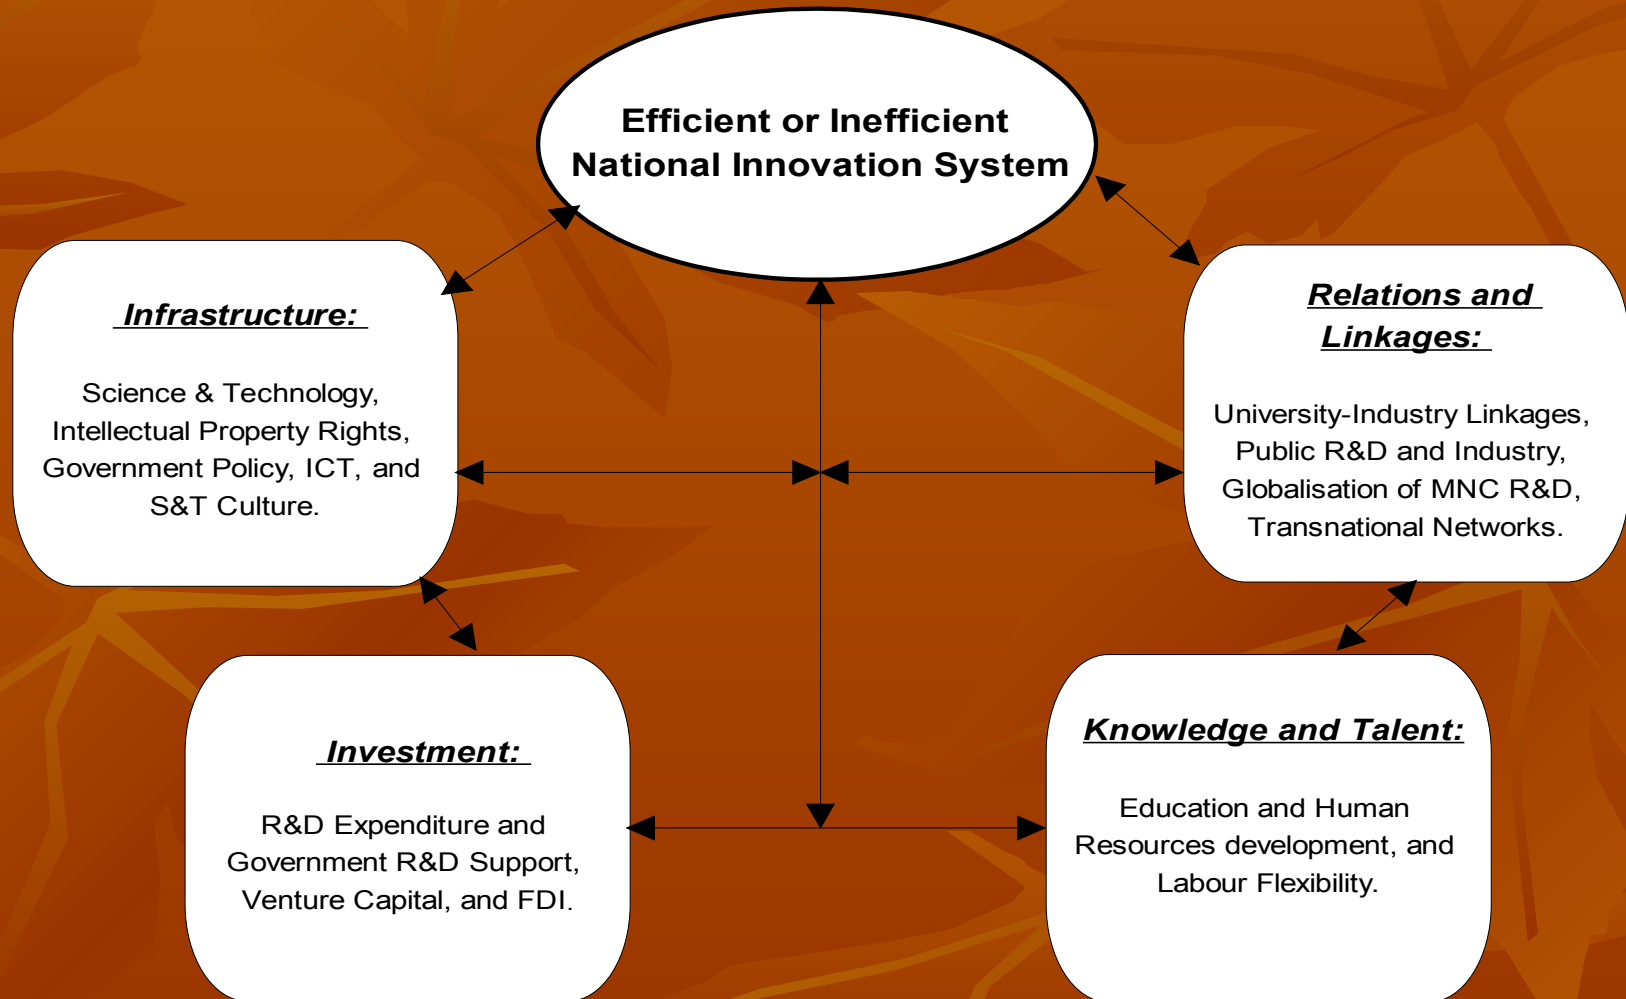 Efficient or Inefficient
National Innovation System
Infrastructure:
Science & Technology,
Intellectual Property Rights,
Government Policy, ICT, and
S&T Culture.
Relations and
Linkages:
University-Industry Linkages,
Public R&D and Industry,
Globalisation of MNC R&D,
Transnational Networks.
Investment:
R&D Expenditure and
Government R&D Support,
Venture Capital, and FDI.
Knowledge and Talent:
Education and Human
Resources development, and
Labour Flexibility.